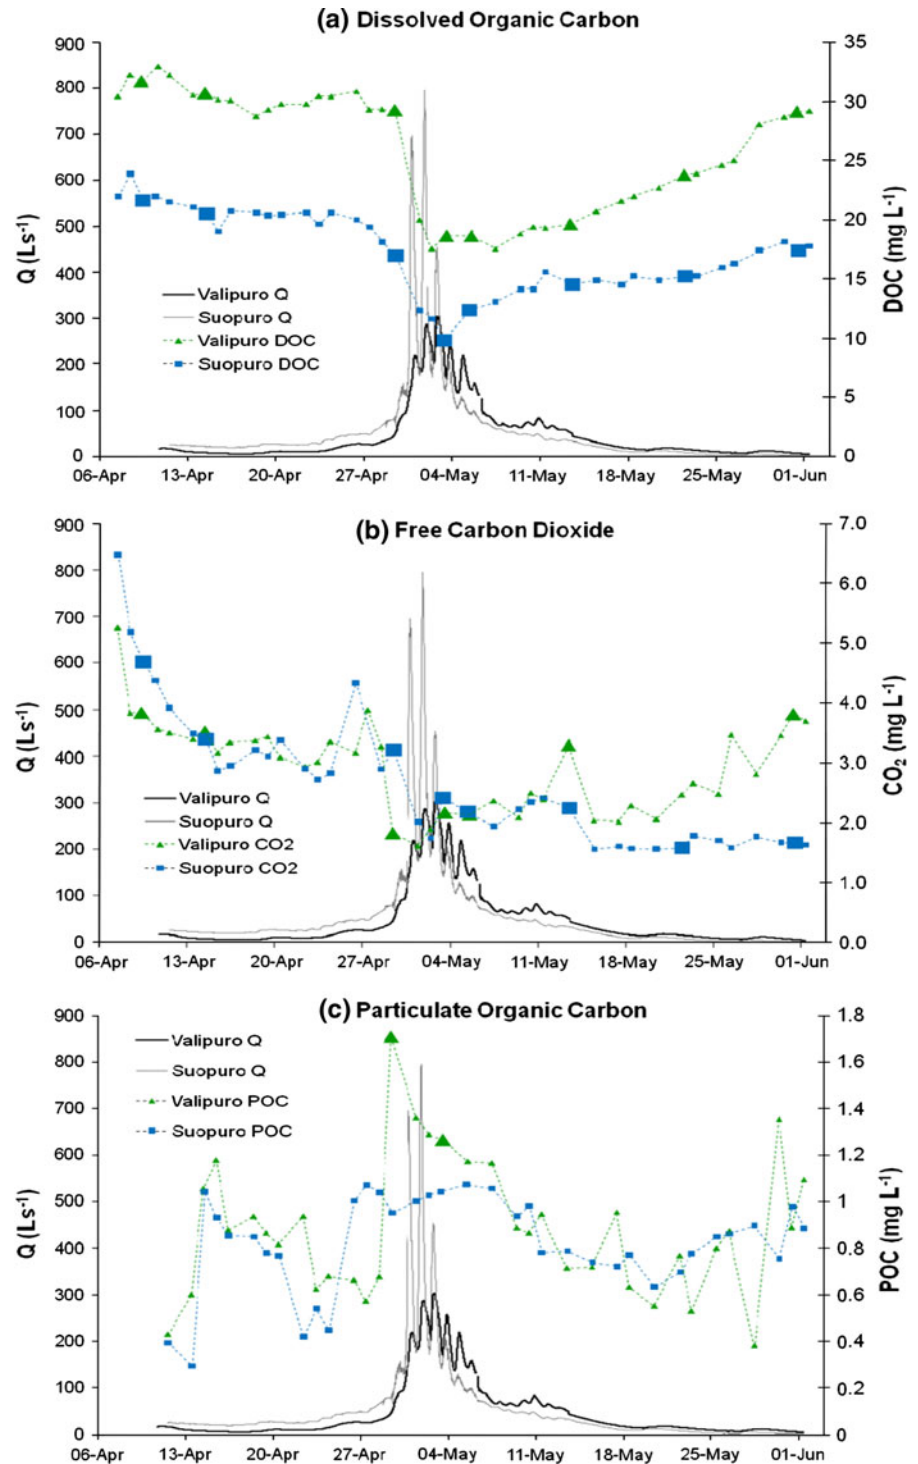 (a) Dissolved Organic Carbon
900
800
700
600
500
400
300
200
100
0
Q (Ls-1)
35
30
25
20
15
10
5
0
DOC (mg L-1)
Valipuro Q
Suopuro Q
Valipuro DOC
Suopuro DOC
06-Apr 13-Apr 20-Apr 27-Apr 04-May 11-May 18-May 25-May 01-Jun
(b) Free Carbon Dioxide
900
800
700
600
500
400
300
200
100
0
Q (Ls-1)
7.0
6.0
5.0
4.0
3.0
2.0
1.0
0.0
CO2 (mg L-1)
Valipuro Q
Suopuro Q
Valipuro CO2
Suopuro CO2
06-Apr 13-Apr 20-Apr 27-Apr 04-May 11-May 18-May 25-May 01-Jun
(c) Particulate Organic Carbon
900
800
700
600
500
400
300
200
100
0
Q (Ls-1)
1.8
1.6
1.4
1.2
1
0.8
0.6
0.4
0.2
0
POC (mg L-1)
Valipuro Q
Suopuro Q
Valipuro POC
Suopuro POC
06-Apr 13-Apr 20-Apr 27-Apr 04-May 11-May 18-May 25-May 01-Jun